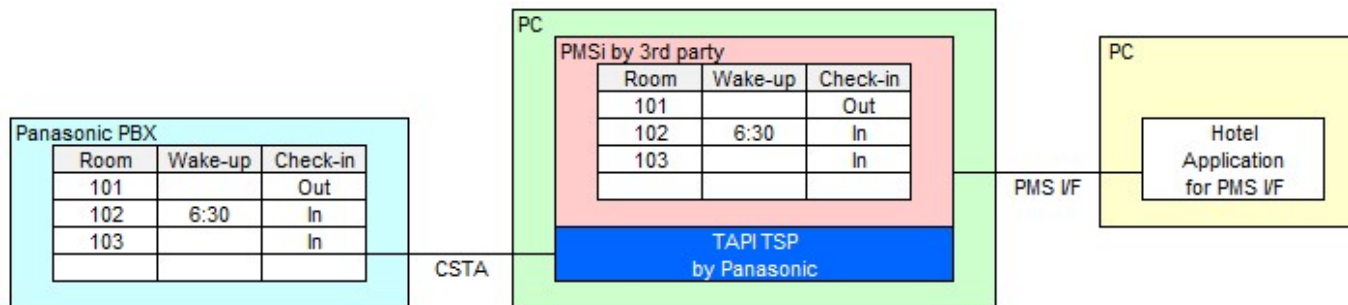 PC
PMSi by 3rd party
Room Wake-up Check-in
101 Out
102 6:30 In
103 In
TAPI TSP
by Panasonic
Panasonic PBX
Room Wake-up Check-in
101 Out
102 6:30 In
103 In
CSTA
PMS I/F
PC
Hotel
Application
for PMS I/F